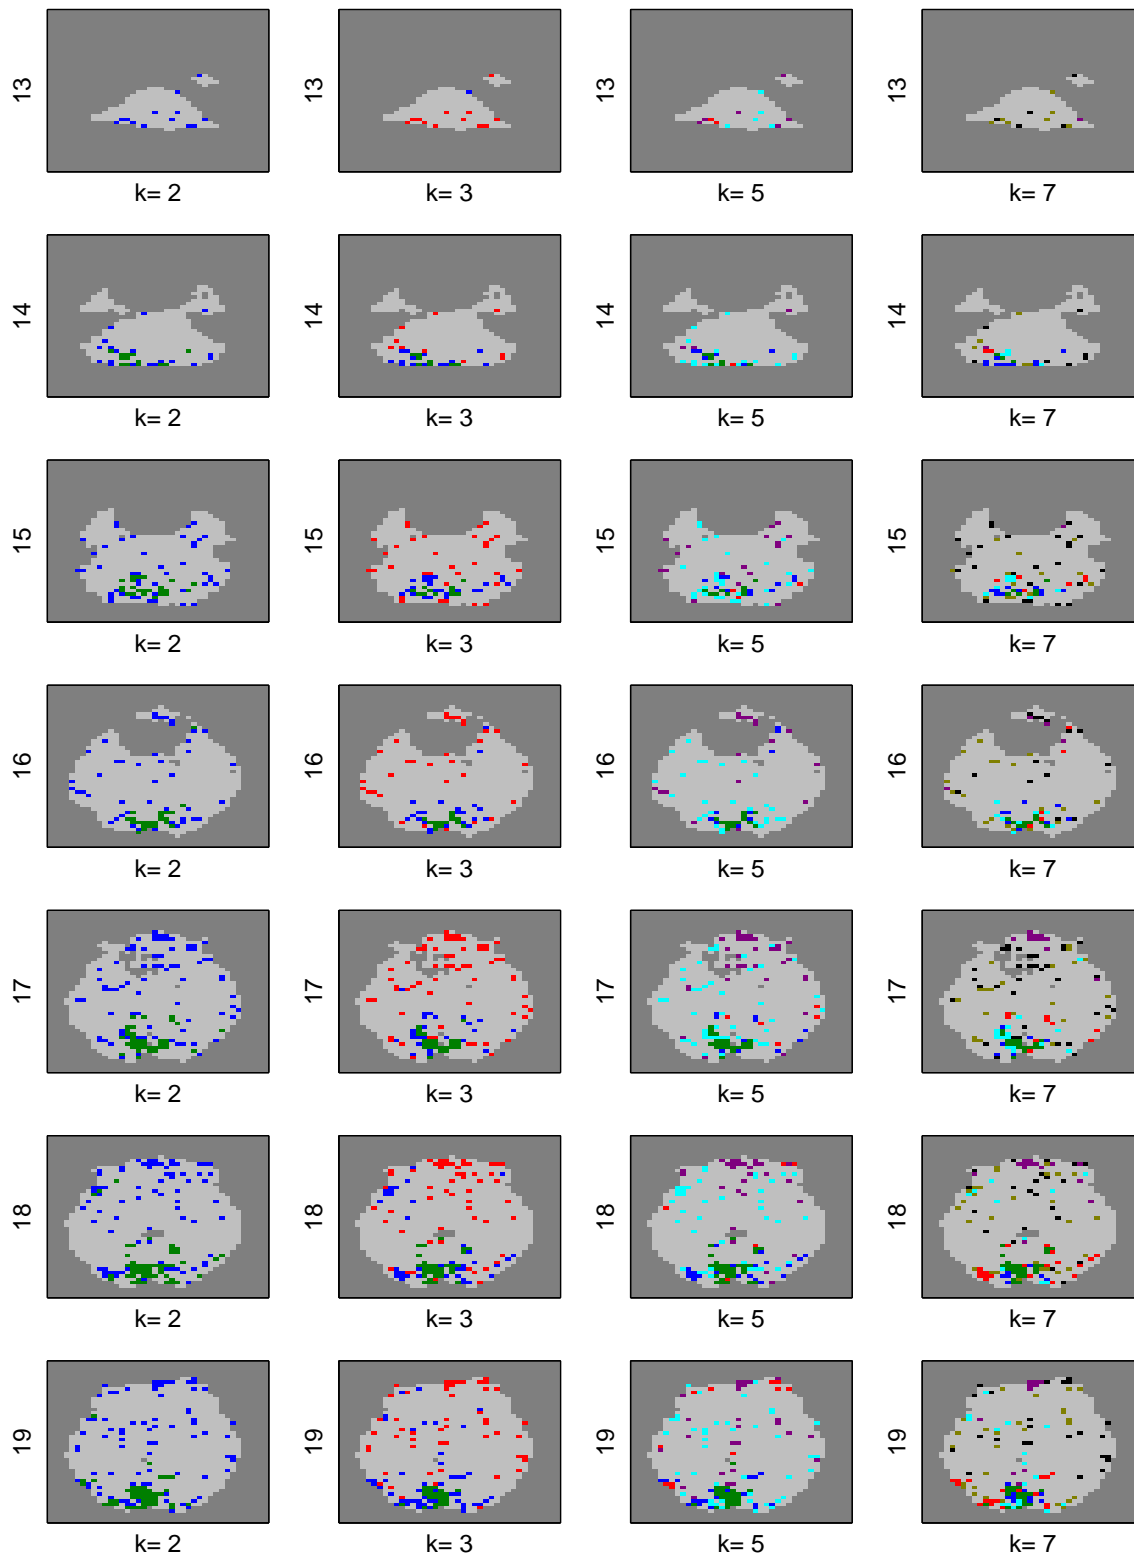 13 13 13 13
k= 2 k= 3 k= 5 k= 7
14 14 14 14
k= 2 k= 3 k= 5 k= 7
15 15 15 15
k= 2 k= 3 k= 5 k= 7
16 16 16 16
k= 2 k= 3 k= 5 k= 7
17 17 17 17
k= 2 k= 3 k= 5 k= 7
18 18 18 18
k= 2 k= 3 k= 5 k= 7
19 19 19 19
k= 2 k= 3 k= 5 k= 7